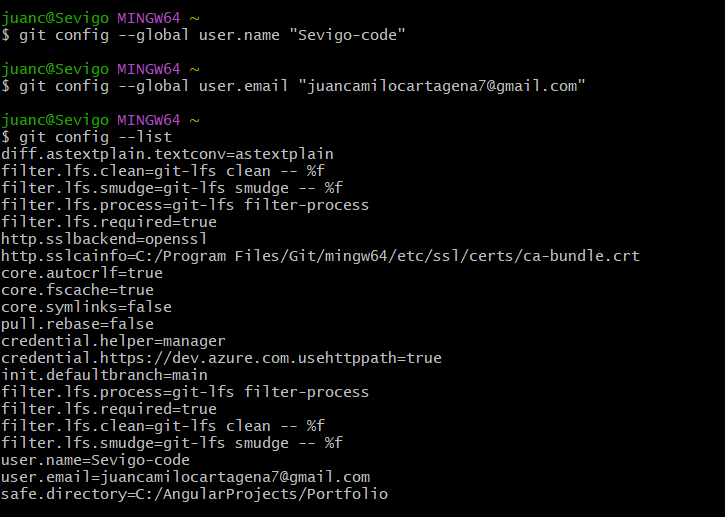 juanc@Sevigo MINGW64 ~
$ git config --global user.name "Sevigo-code"
juanc@Sevigo MINGW64 ~
$ git config --global user.email "juancamilocartagena7@gmail.com"
juanc@Sevigo MINGW64 ~
$ git config --list
diff.astextplain.textconv=astextplain
filter.lfs.clean=git-lfs clean -- %f
filter.lfs.smudge=git-lfs smudge -- %f
filter.lfs.process=git-lfs filter-process
filter.lfs.required=true
http.sslbackend=openssl
http.sslcainfo=C:/Program Files/Git/mingw64/etc/ssl/certs/ca-bundle.crt
core.autocrlf=true
core.fscache=true
core.symlinks=false
pull.rebase=false
credential.helper=manager
credential.https://dev.azure.com.usehttppath=true
init.defaultbranch=main
filter.lfs.process=git-lfs filter-process
filter.lfs.required=true
filter.lfs.clean=git-lfs clean -- %f
filter.lfs.smudge=git-lfs smudge -- %f
user.name=Sevigo-code
user.email=juancamilocartagena7@gmail.com
safe.directory=C:/AngularProjects/Portfolio